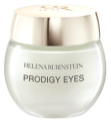 HELENA RUBINSTEIN
PRODIGY EYES